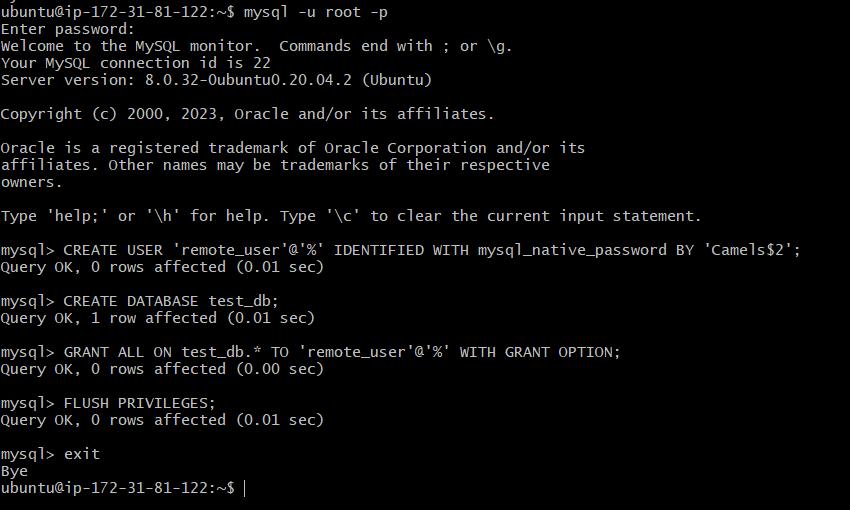 ubuntu@ip-172-31-81-122:~$ mysql -u root -p
Enter password:
Welcome to the MySQL monitor.  Commands end with ; or \g.
Your MySQL connection id is 22
Server version: 8.0.32-0ubuntu0.20.04.2 (Ubuntu)

Copyright (c) 2000, 2023, Oracle and/or its affiliates.

Oracle is a registered trademark of Oracle Corporation and/or its
affiliates. Other names may be trademarks of their respective
owners.

Type 'help;' or '\h' for help. Type '\c' to clear the current input statement.

mysql> CREATE USER 'remote_user'@'%' IDENTIFIED WITH mysql_native_password BY 'Camels$2';
Query OK, 0 rows affected (0.01 sec)

mysql> CREATE DATABASE test_db;
Query OK, 1 row affected (0.01 sec)

mysql> GRANT ALL ON test_db.* TO 'remote_user'@'%' WITH GRANT OPTION;
Query OK, 0 rows affected (0.00 sec)

mysql> FLUSH PRIVILEGES;
Query OK, 0 rows affected (0.01 sec)

mysql> exit
Bye
ubuntu@ip-172-31-81-122:~$